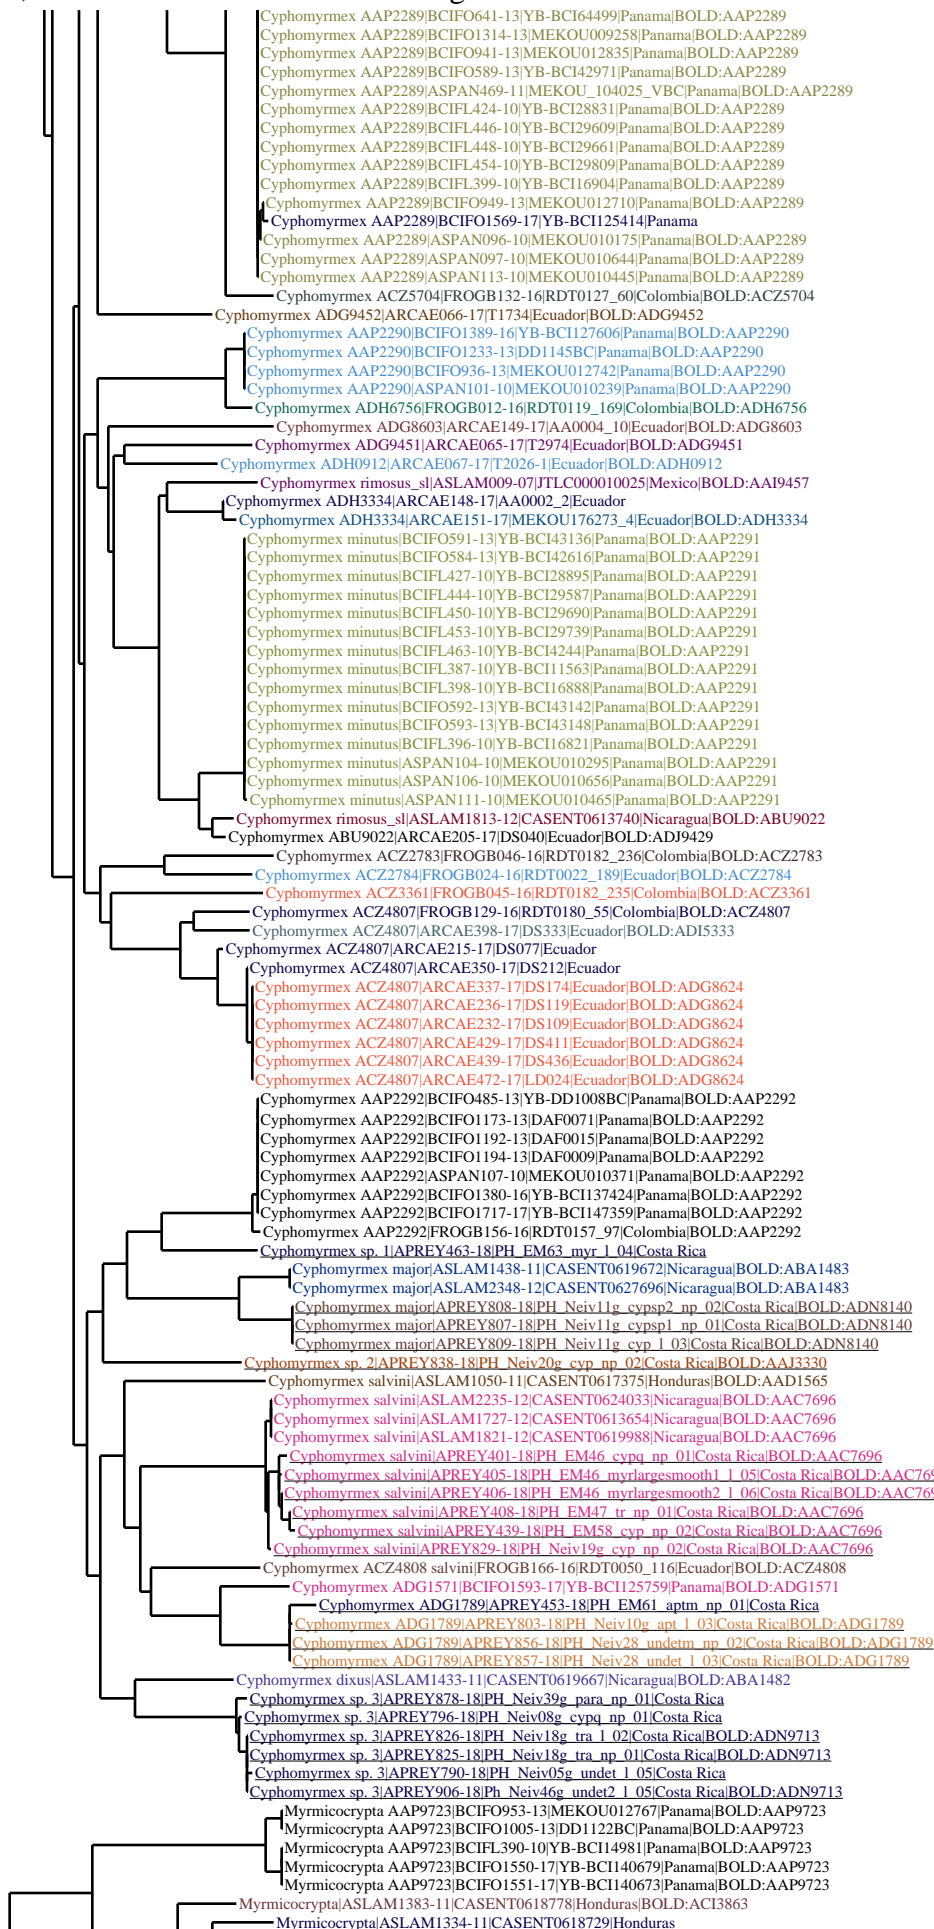 Cyphomyrmex AAP2289|BCIFO641-13|YB-BCI64499|Panama|BOLD:AAP2289
Cyphomyrmex AAP2289|BCIFO1314-13|MEKOU009258|Panama|BOLD:AAP2289
Cyphomyrmex AAP2289|BCIFO941-13|MEKOU012835|Panama|BOLD:AAP2289
Cyphomyrmex AAP2289|BCIFO589-13|YB-BCI42971|Panama|BOLD:AAP2289
Cyphomyrmex AAP2289|ASPAN469-11|MEKOU_104025_VBC|Panama|BOLD:AAP2289
Cyphomyrmex AAP2289|BCIFL424-10|YB-BCI28831|Panama|BOLD:AAP2289
Cyphomyrmex AAP2289|BCIFL446-10|YB-BCI29609|Panama|BOLD:AAP2289
Cyphomyrmex AAP2289|BCIFL448-10|YB-BCI29661|Panama|BOLD:AAP2289
Cyphomyrmex AAP2289|BCIFL454-10|YB-BCI29809|Panama|BOLD:AAP2289
Cyphomyrmex AAP2289|BCIFL399-10|YB-BCI16904|Panama|BOLD:AAP2289
Cyphomyrmex AAP2289|BCIFO949-13|MEKOU012710|Panama|BOLD:AAP2289
Cyphomyrmex AAP2289|BCIFO1569-17|YB-BCI125414|Panama
Cyphomyrmex AAP2289|ASPAN096-10|MEKOU010175|Panama|BOLD:AAP2289
Cyphomyrmex AAP2289|ASPAN097-10|MEKOU010644|Panama|BOLD:AAP2289
Cyphomyrmex AAP2289|ASPAN113-10|MEKOU010445|Panama|BOLD:AAP2289
Cyphomyrmex ACZ5704|FROGB132-16|RDT0127_60|Colombia|BOLD:ACZ5704
Cyphomyrmex ADG9452|ARCAE066-17|T1734|Ecuador|BOLD:ADG9452
Cyphomyrmex AAP2290|BCIFO1389-16|YB-BCI127606|Panama|BOLD:AAP2290
Cyphomyrmex AAP2290|BCIFO1233-13|DD1145BC|Panama|BOLD:AAP2290
Cyphomyrmex AAP2290|BCIFO936-13|MEKOU012742|Panama|BOLD:AAP2290
Cyphomyrmex AAP2290|ASPAN101-10|MEKOU010239|Panama|BOLD:AAP2290
Cyphomyrmex ADH6756|FROGB012-16|RDT0119_169|Colombia|BOLD:ADH6756
Cyphomyrmex ADG8603|ARCAE149-17|AA0004_10|Ecuador|BOLD:ADG8603
Cyphomyrmex ADG9451|ARCAE065-17|T2974|Ecuador|BOLD:ADG9451
Cyphomyrmex ADH0912|ARCAE067-17|T2026-1|Ecuador|BOLD:ADH0912
Cyphomyrmex rimosus_sl|ASLAM009-07|JTLC000010025|Mexico|BOLD:AAI9457
Cyphomyrmex ADH3334|ARCAE148-17|AA0002_2|Ecuador
Cyphomyrmex ADH3334|ARCAE151-17|MEKOU176273_4|Ecuador|BOLD:ADH3334
Cyphomyrmex minutus|BCIFO591-13|YB-BCI43136|Panama|BOLD:AAP2291
Cyphomyrmex minutus|BCIFO584-13|YB-BCI42616|Panama|BOLD:AAP2291
Cyphomyrmex minutus|BCIFL427-10|YB-BCI28895|Panama|BOLD:AAP2291
Cyphomyrmex minutus|BCIFL444-10|YB-BCI29587|Panama|BOLD:AAP2291
Cyphomyrmex minutus|BCIFL450-10|YB-BCI29690|Panama|BOLD:AAP2291
Cyphomyrmex minutus|BCIFL453-10|YB-BCI29739|Panama|BOLD:AAP2291
Cyphomyrmex minutus|BCIFL463-10|YB-BCI4244|Panama|BOLD:AAP2291
Cyphomyrmex minutus|BCIFL387-10|YB-BCI11563|Panama|BOLD:AAP2291
Cyphomyrmex minutus|BCIFL398-10|YB-BCI16888|Panama|BOLD:AAP2291
Cyphomyrmex minutus|BCIFO592-13|YB-BCI43142|Panama|BOLD:AAP2291
Cyphomyrmex minutus|BCIFO593-13|YB-BCI43148|Panama|BOLD:AAP2291
Cyphomyrmex minutus|BCIFL396-10|YB-BCI16821|Panama|BOLD:AAP2291
Cyphomyrmex minutus|ASPAN104-10|MEKOU010295|Panama|BOLD:AAP2291
Cyphomyrmex minutus|ASPAN106-10|MEKOU010656|Panama|BOLD:AAP2291
Cyphomyrmex minutus|ASPAN111-10|MEKOU010465|Panama|BOLD:AAP2291
Cyphomyrmex rimosus_sl|ASLAM1813-12|CASENT0613740|Nicaragua|BOLD:ABU9022
Cyphomyrmex ABU9022|ARCAE205-17|DS040|Ecuador|BOLD:ADJ9429
Cyphomyrmex ACZ2783|FROGB046-16|RDT0182_236|Colombia|BOLD:ACZ2783
Cyphomyrmex ACZ2784|FROGB024-16|RDT0022_189|Ecuador|BOLD:ACZ2784
Cyphomyrmex ACZ3361|FROGB045-16|RDT0182_235|Colombia|BOLD:ACZ3361
Cyphomyrmex ACZ4807|FROGB129-16|RDT0180_55|Colombia|BOLD:ACZ4807
Cyphomyrmex ACZ4807|ARCAE398-17|DS333|Ecuador|BOLD:ADI5333
Cyphomyrmex ACZ4807|ARCAE215-17|DS077|Ecuador
Cyphomyrmex ACZ4807|ARCAE350-17|DS212|Ecuador
Cyphomyrmex ACZ4807|ARCAE337-17|DS174|Ecuador|BOLD:ADG8624
Cyphomyrmex ACZ4807|ARCAE236-17|DS119|Ecuador|BOLD:ADG8624
Cyphomyrmex ACZ4807|ARCAE232-17|DS109|Ecuador|BOLD:ADG8624
Cyphomyrmex ACZ4807|ARCAE429-17|DS411|Ecuador|BOLD:ADG8624
Cyphomyrmex ACZ4807|ARCAE439-17|DS436|Ecuador|BOLD:ADG8624
Cyphomyrmex ACZ4807|ARCAE472-17|LD024|Ecuador|BOLD:ADG8624
Cyphomyrmex AAP2292|BCIFO485-13|YB-DD1008BC|Panama|BOLD:AAP2292
Cyphomyrmex AAP2292|BCIFO1173-13|DAF0071|Panama|BOLD:AAP2292
Cyphomyrmex AAP2292|BCIFO1192-13|DAF0015|Panama|BOLD:AAP2292
Cyphomyrmex AAP2292|BCIFO1194-13|DAF0009|Panama|BOLD:AAP2292
Cyphomyrmex AAP2292|ASPAN107-10|MEKOU010371|Panama|BOLD:AAP2292
Cyphomyrmex AAP2292|BCIFO1380-16|YB-BCI137424|Panama|BOLD:AAP2292
Cyphomyrmex AAP2292|BCIFO1717-17|YB-BCI147359|Panama|BOLD:AAP2292
Cyphomyrmex AAP2292|FROGB156-16|RDT0157_97|Colombia|BOLD:AAP2292
Cyphomyrmex sp. 1|APREY463-18|PH_EM63_myr_l_04|Costa Rica
Cyphomyrmex major|ASLAM1438-11|CASENT0619672|Nicaragua|BOLD:ABA1483
Cyphomyrmex major|ASLAM2348-12|CASENT0627696|Nicaragua|BOLD:ABA1483
Cyphomyrmex major|APREY808-18|PH_Neiv11g_cypsp2_np_02|Costa Rica|BOLD:ADN8140
Cyphomyrmex major|APREY807-18|PH_Neiv11g_cypsp1_np_01|Costa Rica|BOLD:ADN8140
Cyphomyrmex major|APREY809-18|PH_Neiv11g_cyp_l_03|Costa Rica|BOLD:ADN8140
Cyphomyrmex sp. 2|APREY838-18|PH_Neiv20g_cyp_np_02|Costa Rica|BOLD:AAJ3330
Cyphomyrmex salvini|ASLAM1050-11|CASENT0617375|Honduras|BOLD:AAD1565
Cyphomyrmex salvini|ASLAM2235-12|CASENT0624033|Nicaragua|BOLD:AAC7696
Cyphomyrmex salvini|ASLAM1727-12|CASENT0613654|Nicaragua|BOLD:AAC7696
Cyphomyrmex salvini|ASLAM1821-12|CASENT0619988|Nicaragua|BOLD:AAC7696
Cyphomyrmex salvini|APREY401-18|PH_EM46_cypq_np_01|Costa Rica|BOLD:AAC7696
Cyphomyrmex salvini|APREY405-18|PH_EM46_myrlargesmooth1_l_05|Costa Rica|BOLD:AAC769
Cyphomyrmex salvini|APREY406-18|PH_EM46_myrlargesmooth2_l_06|Costa Rica|BOLD:AAC769
Cyphomyrmex salvini|APREY408-18|PH_EM47_tr_np_01|Costa Rica|BOLD:AAC7696
Cyphomyrmex salvini|APREY439-18|PH_EM58_cyp_np_02|Costa Rica|BOLD:AAC7696
Cyphomyrmex salvini|APREY829-18|PH_Neiv19g_cyp_np_02|Costa Rica|BOLD:AAC7696
Cyphomyrmex ACZ4808 salvini|FROGB166-16|RDT0050_116|Ecuador|BOLD:ACZ4808
Cyphomyrmex ADG1571|BCIFO1593-17|YB-BCI125759|Panama|BOLD:ADG1571
Cyphomyrmex ADG1789|APREY453-18|PH_EM61_aptm_np_01|Costa Rica
Cyphomyrmex ADG1789|APREY803-18|PH_Neiv10g_apt_l_03|Costa Rica|BOLD:ADG1789
Cyphomyrmex ADG1789|APREY856-18|PH_Neiv28_undetm_np_02|Costa Rica|BOLD:ADG1789
Cyphomyrmex ADG1789|APREY857-18|PH_Neiv28_undet_l_03|Costa Rica|BOLD:ADG1789
Cyphomyrmex dixus|ASLAM1433-11|CASENT0619667|Nicaragua|BOLD:ABA1482
Cyphomyrmex sp. 3|APREY878-18|PH_Neiv39g_para_np_01|Costa Rica
Cyphomyrmex sp. 3|APREY796-18|PH_Neiv08g_cypq_np_01|Costa Rica
Cyphomyrmex sp. 3|APREY826-18|PH_Neiv18g_tra_l_02|Costa Rica|BOLD:ADN9713
Cyphomyrmex sp. 3|APREY825-18|PH_Neiv18g_tra_np_01|Costa Rica|BOLD:ADN9713
Cyphomyrmex sp. 3|APREY790-18|PH_Neiv05g_undet_l_05|Costa Rica
Cyphomyrmex sp. 3|APREY906-18|Ph_Neiv46g_undet2_l_05|Costa Rica|BOLD:ADN9713
Myrmicocrypta AAP9723|BCIFO953-13|MEKOU012767|Panama|BOLD:AAP9723
Myrmicocrypta AAP9723|BCIFO1005-13|DD1122BC|Panama|BOLD:AAP9723
Myrmicocrypta AAP9723|BCIFL390-10|YB-BCI14981|Panama|BOLD:AAP9723
Myrmicocrypta AAP9723|BCIFO1550-17|YB-BCI140679|Panama|BOLD:AAP9723
Myrmicocrypta AAP9723|BCIFO1551-17|YB-BCI140673|Panama|BOLD:AAP9723
Myrmicocrypta|ASLAM1383-11|CASENT0618778|Honduras|BOLD:ACI3863
Myrmicocrypta|ASLAM1334-11|CASENT0618729|Honduras